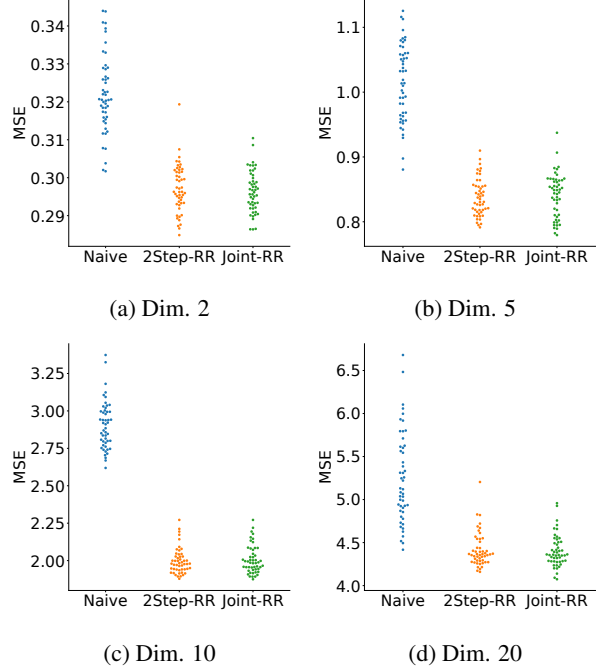 0.34
0.33
0.32
0.30
0.29
MSE
Naive 2Step-RR Joint-RR
(a) Dim. 2
1.1
1.0
0.9
0.8
MSE
Naive 2Step-RR Joint-RR
(b) Dim. 5
3.25
3.00
2.75
2.50
2.25
2.00
MSE
Naive 2Step-RR Joint-RR
(c) Dim. 10
6.5
6.0
5.5
5.0
4.5
4.0
MSE
Naive 2Step-RR Joint-RR
(d) Dim. 20